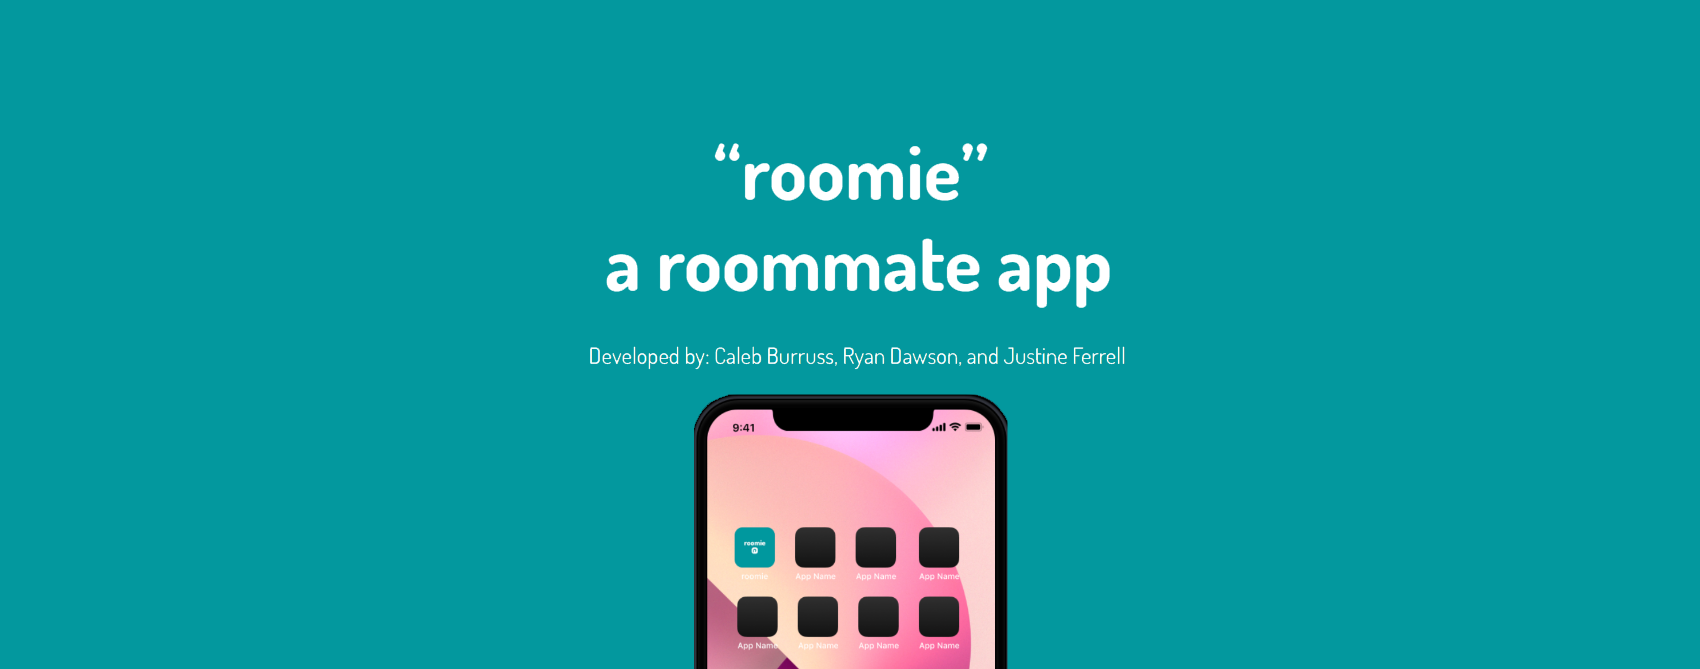 “roomie”
a roommate app
Developed by: Caleb Burruss, Ryan Dawson, and Justine Ferrell
9:41
roomie
roomie App Name App Name App Name
App Name App Name App Name App Name